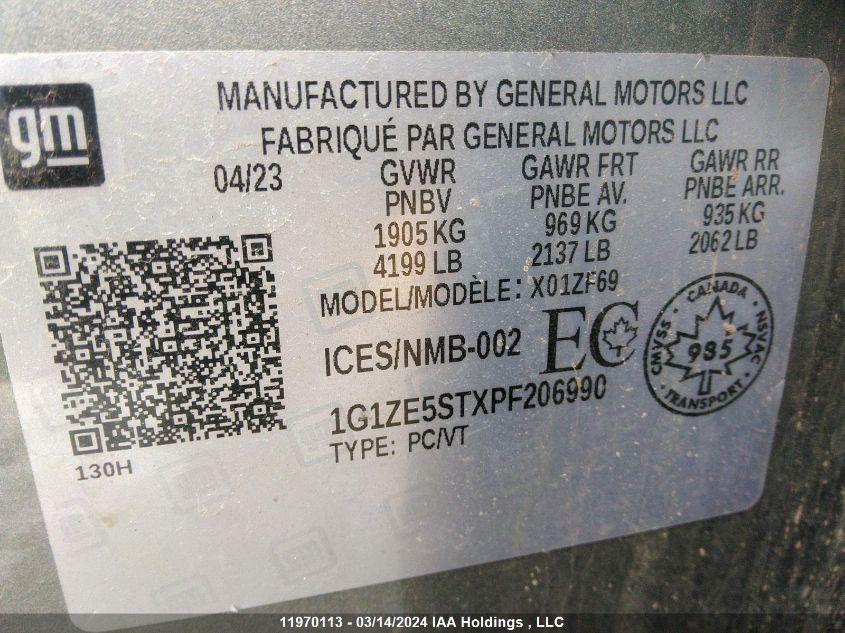 gm
MANUFACTURED BY GENERAL MOTORS LLC
FABRIQUÉ PAR GENERAL MOTORS LLC
04/23
GVWR
PNBV
1905 KG
4199 LB
GAWR FRT
PNBE AV.
969 KG
2137 LB
GAWR RR
PNBE ARR.
935 KG
2062 LB
MODEL/MODÈLE: X01ZF69
ICES/NMB-002
EC
CANADA
CMVSS
NSVAC
985
TRANSPORT
1G1ZE5STXPF206990
TYPE: PC/VT
130H
11970113 - 03/14/2024 IAA Holdings , LLC